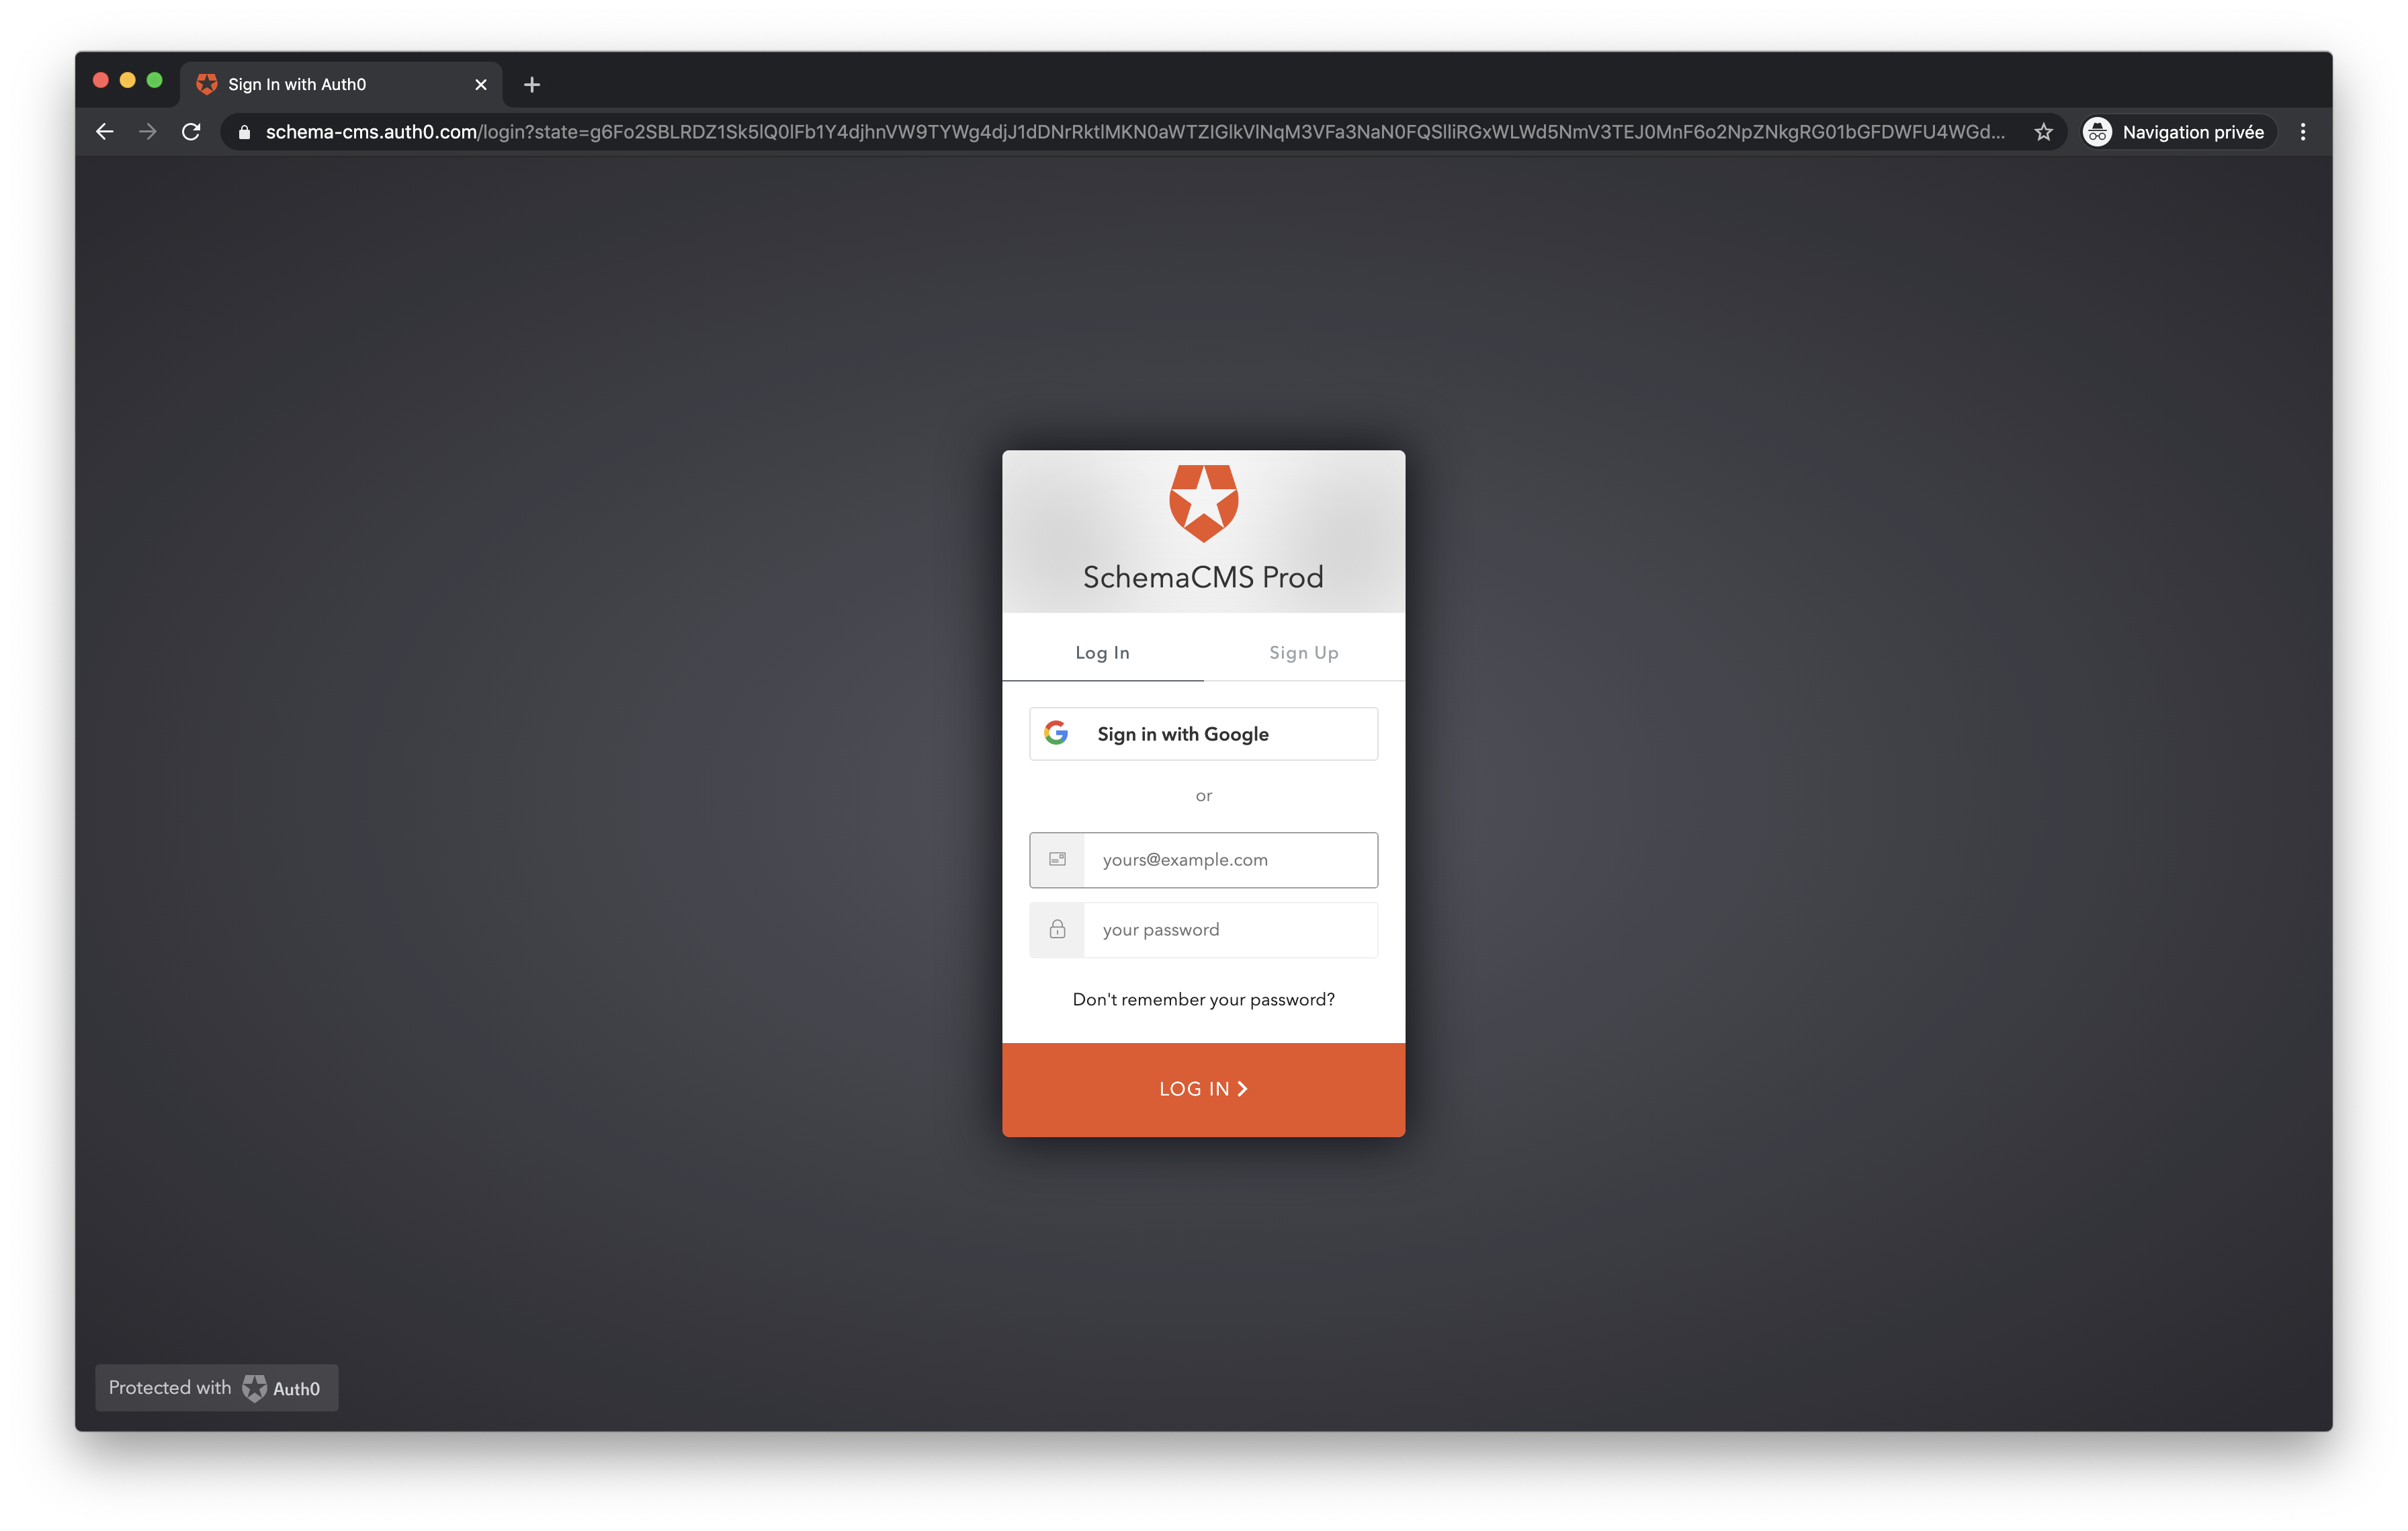 Sign In with Auth0
schema-cms.auth0.com/login?state=g6Fo2SBLRDZ1Sk5lQ0lFb1Y4djhnVW9TYWg4djJ1dDNrRktlMKN0aWTZIGlkVlNqM3VFa3NaN0FQSlliRGxWLWd5NmV3TEJ0MnF6o2NpZNkgRG01bGFDWFU4WGd...
Navigation privée
SchemaCMS Prod
Log In
Sign Up
Sign in with Google
or
yours@example.com
your password
Don't remember your password?
LOG IN
Protected with Auth0